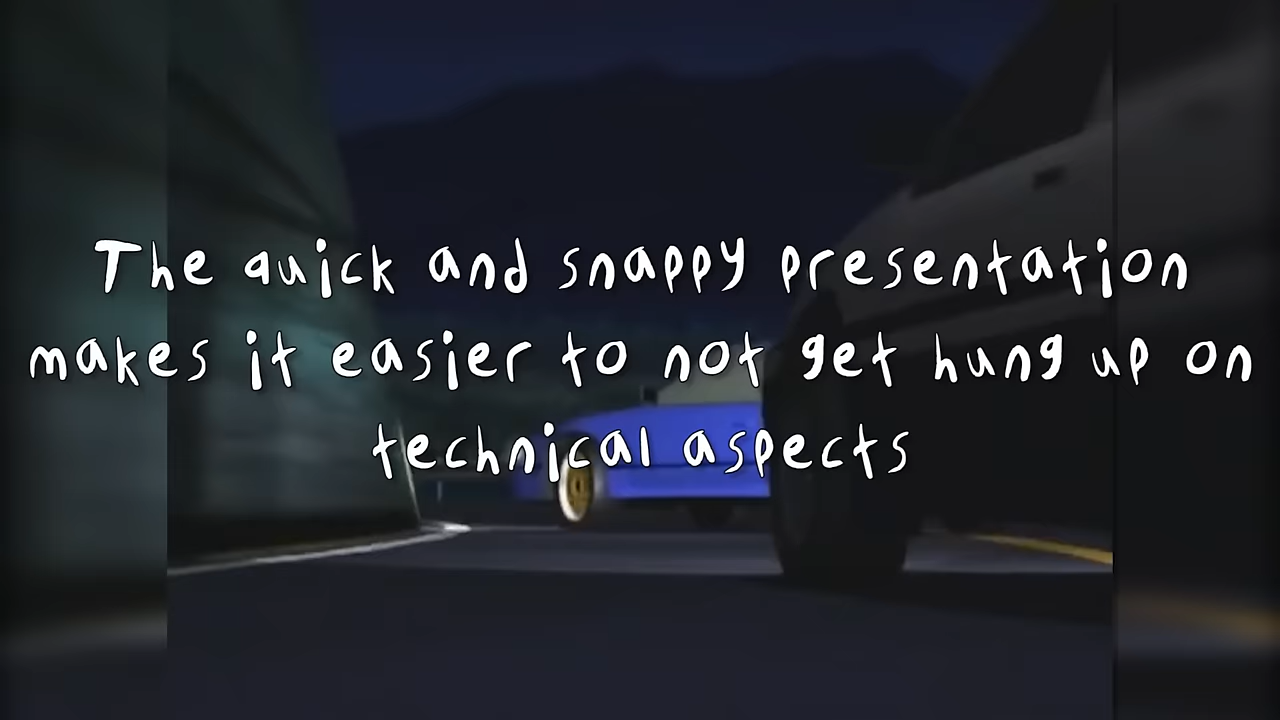 The quick and snappy presentation
makes it easier to not get hung up on
technical aspects